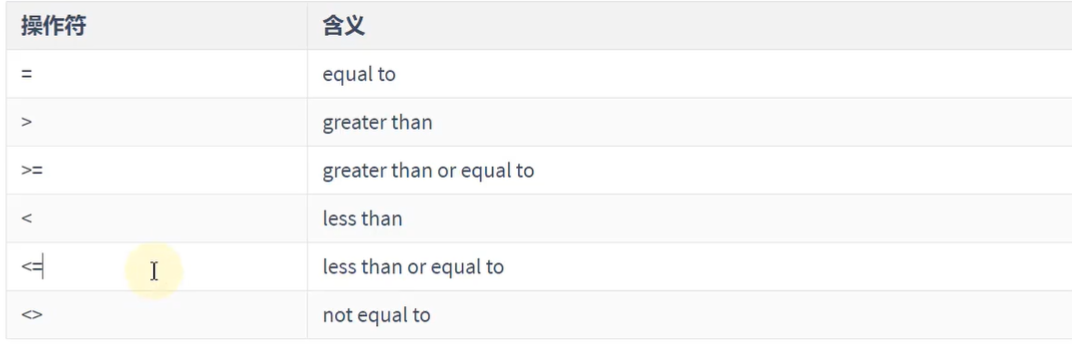 操作符 含义
= equal to
> greater than
>= greater than or equal to
< less than
<= less than or equal to
<> not equal to